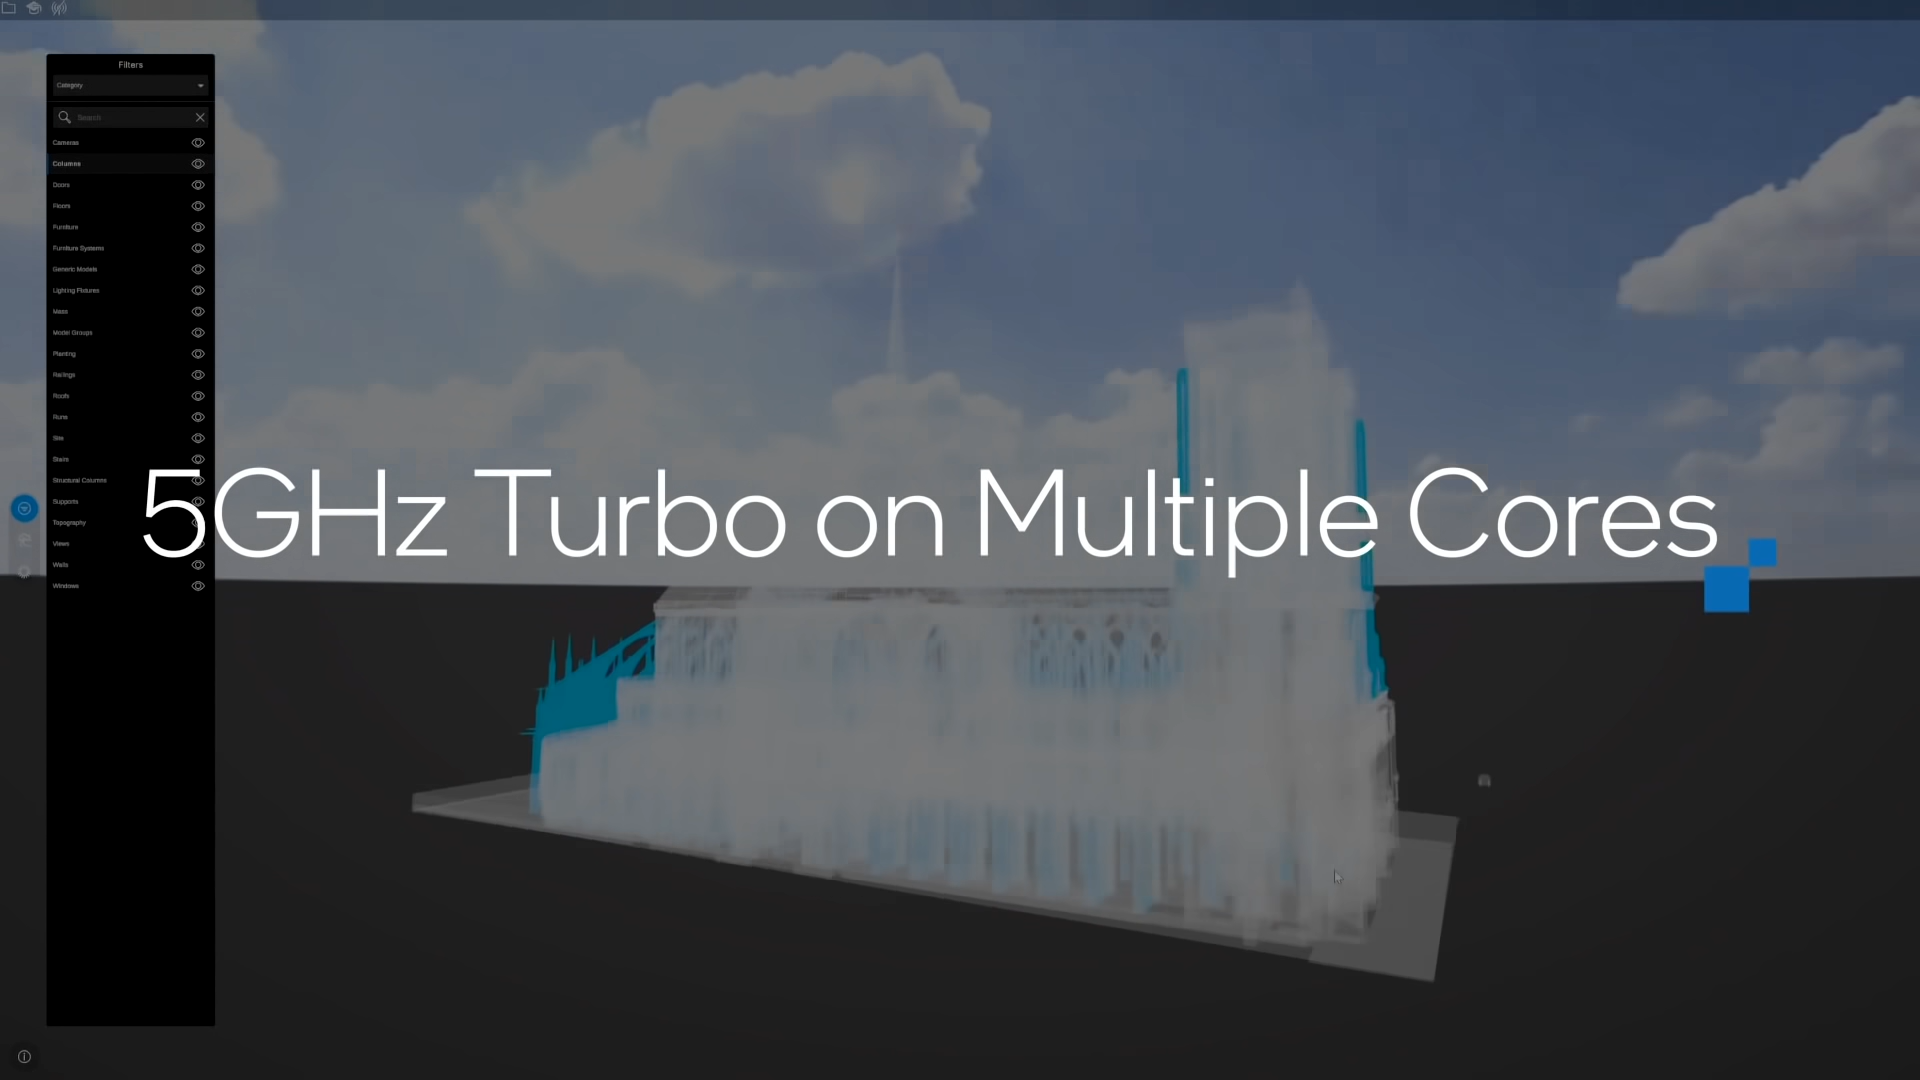 Filters
Category
Search
Cameras
Columns
Doors
Floors
Furniture
Furniture Systems
Generic Models
Lighting Fixtures
Mass
Model Groups
Planting
Railings
Roofs
Runs
Site
Stairs
Structural Columns
Supports
Topography
Views
Walls
Windows
5GHz Turbo on Multiple Cores